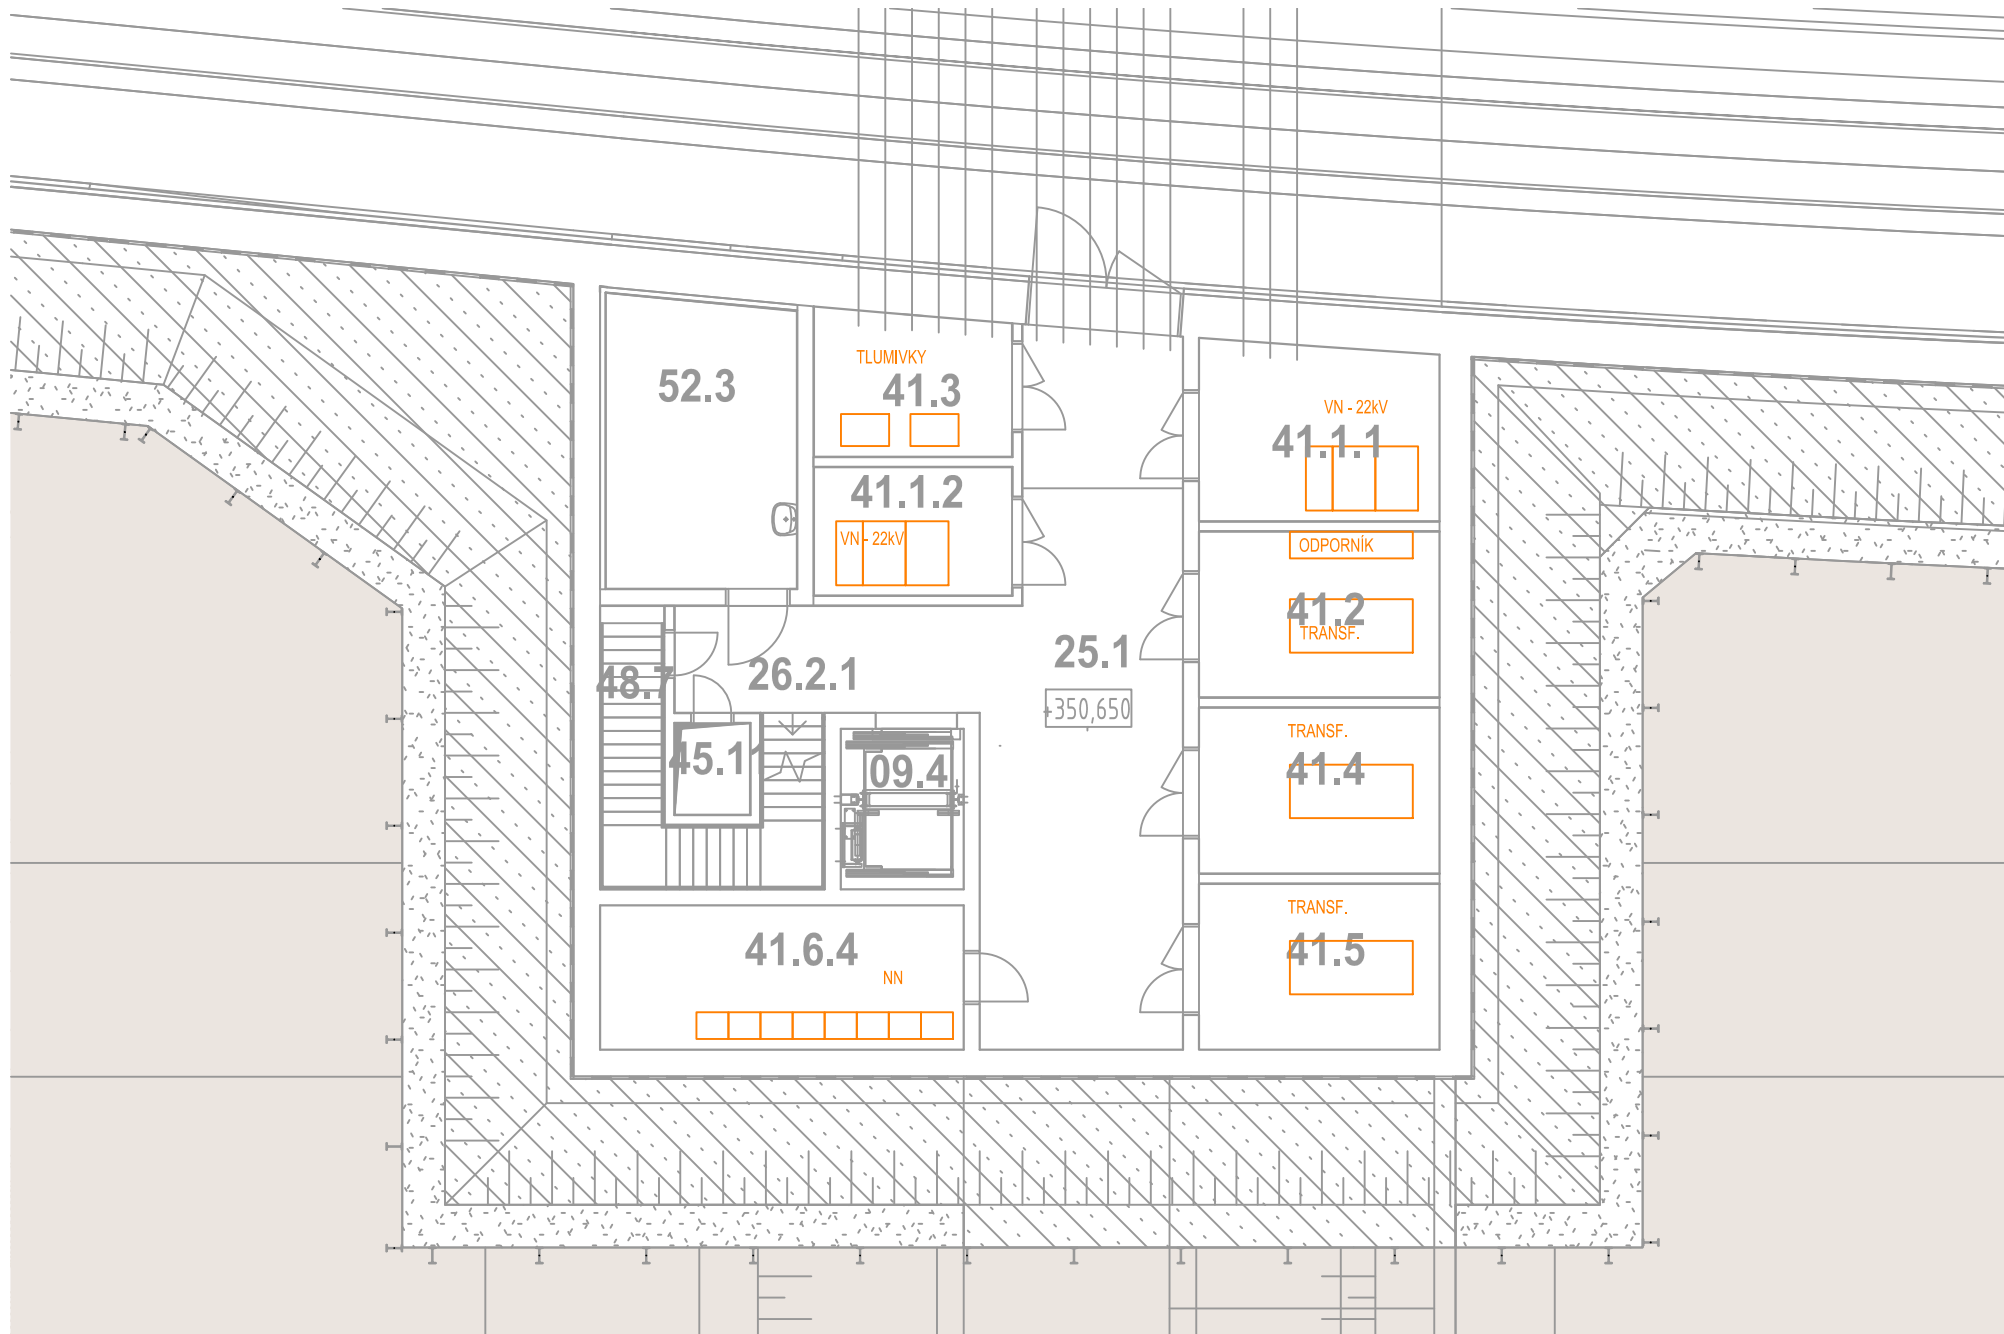 TLUMIVKY
52.3
41.3
VN - 22kV
41.1.1
41.1.2
VN - 22kV
ODPORNÍK
41.2
TRANSF.
25.1
26.2.1
48.7
+350,650
TRANSF.
45.11
09.4
41.4
TRANSF.
41.6.4
41.5
NN